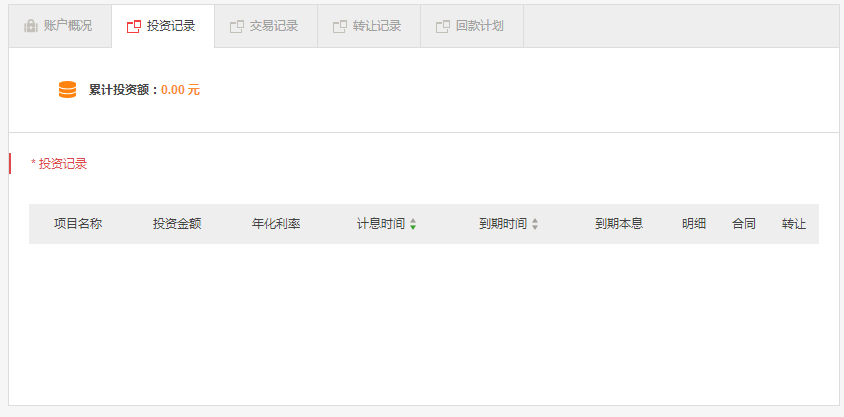 账户概况 投资记录 交易记录 转让记录 回款计划
累计投资额：0.00 元
* 投资记录
项目名称 投资金额 年化利率 计息时间 到期时间 到期本息 明细 合同 转让